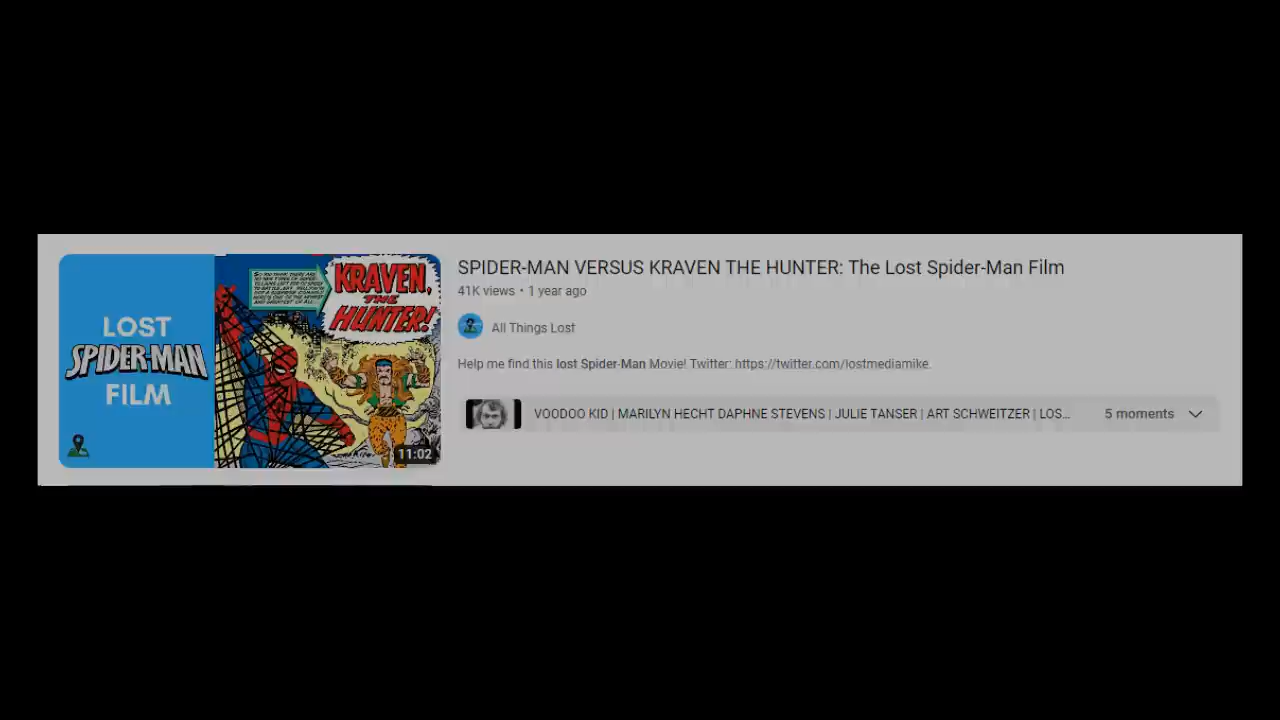 SPIDER-MAN VERSUS KRAVEN THE HUNTER: The Lost Spider-Man Film
41K views • 1 year ago
All Things Lost
Help me find this lost Spider-Man Movie! Twitter: https://twitter.com/lostmediamike.
VOODOO KID | MARILYN HECHT DAPHNE STEVENS | JULIE TANSER | ART SCHWEITZER | LOS...
5 moments
LOST
SPIDER-MAN
FILM
KRAVEN,
THE
HUNTER!
11:02